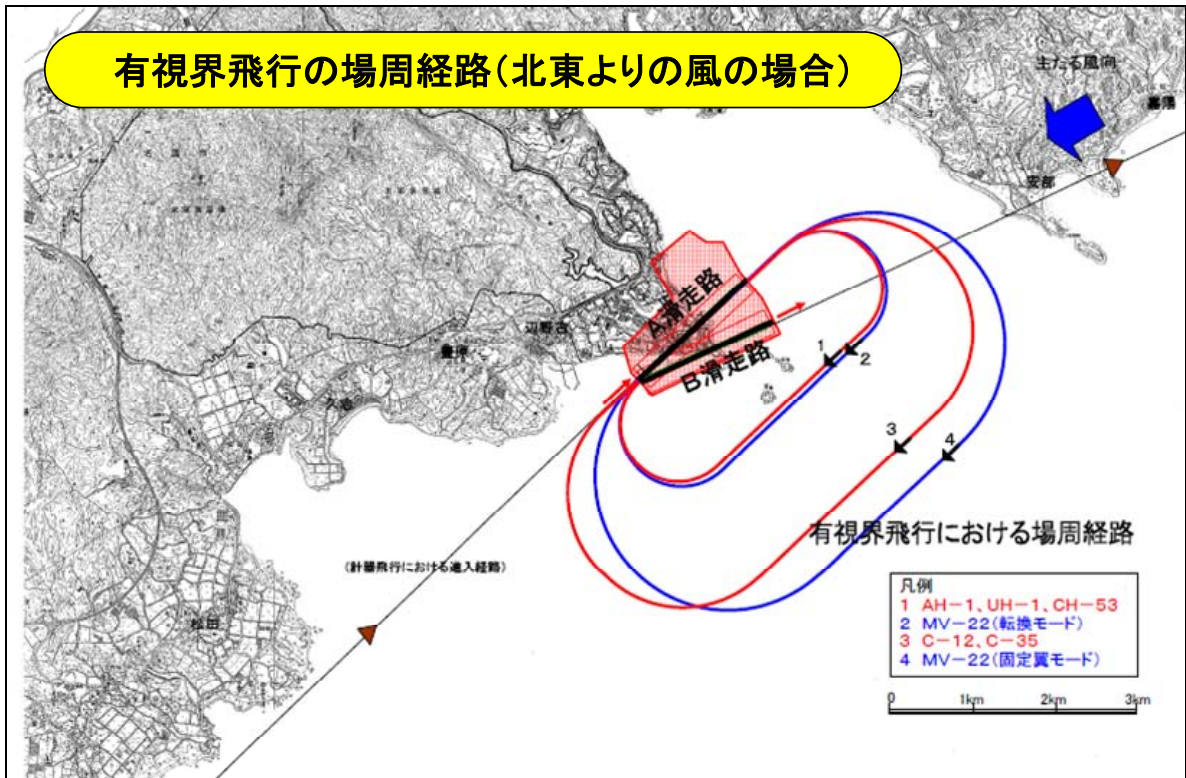 有視界飛行の場周経路(北東よりの風の場合)
主たる風向
嘉陽
安部
A滑走路
辺野古
豊原
B滑走路
1
2
久志
3
4
有視界飛行における場周経路
(計器飛行における進入経路)
松田
凡例
1 AH-1、UH-1、CH-53
2 MV-22(転換モード)
3 C-12、C-35
4 MV-22(固定翼モード)
0 1km 2km 3km